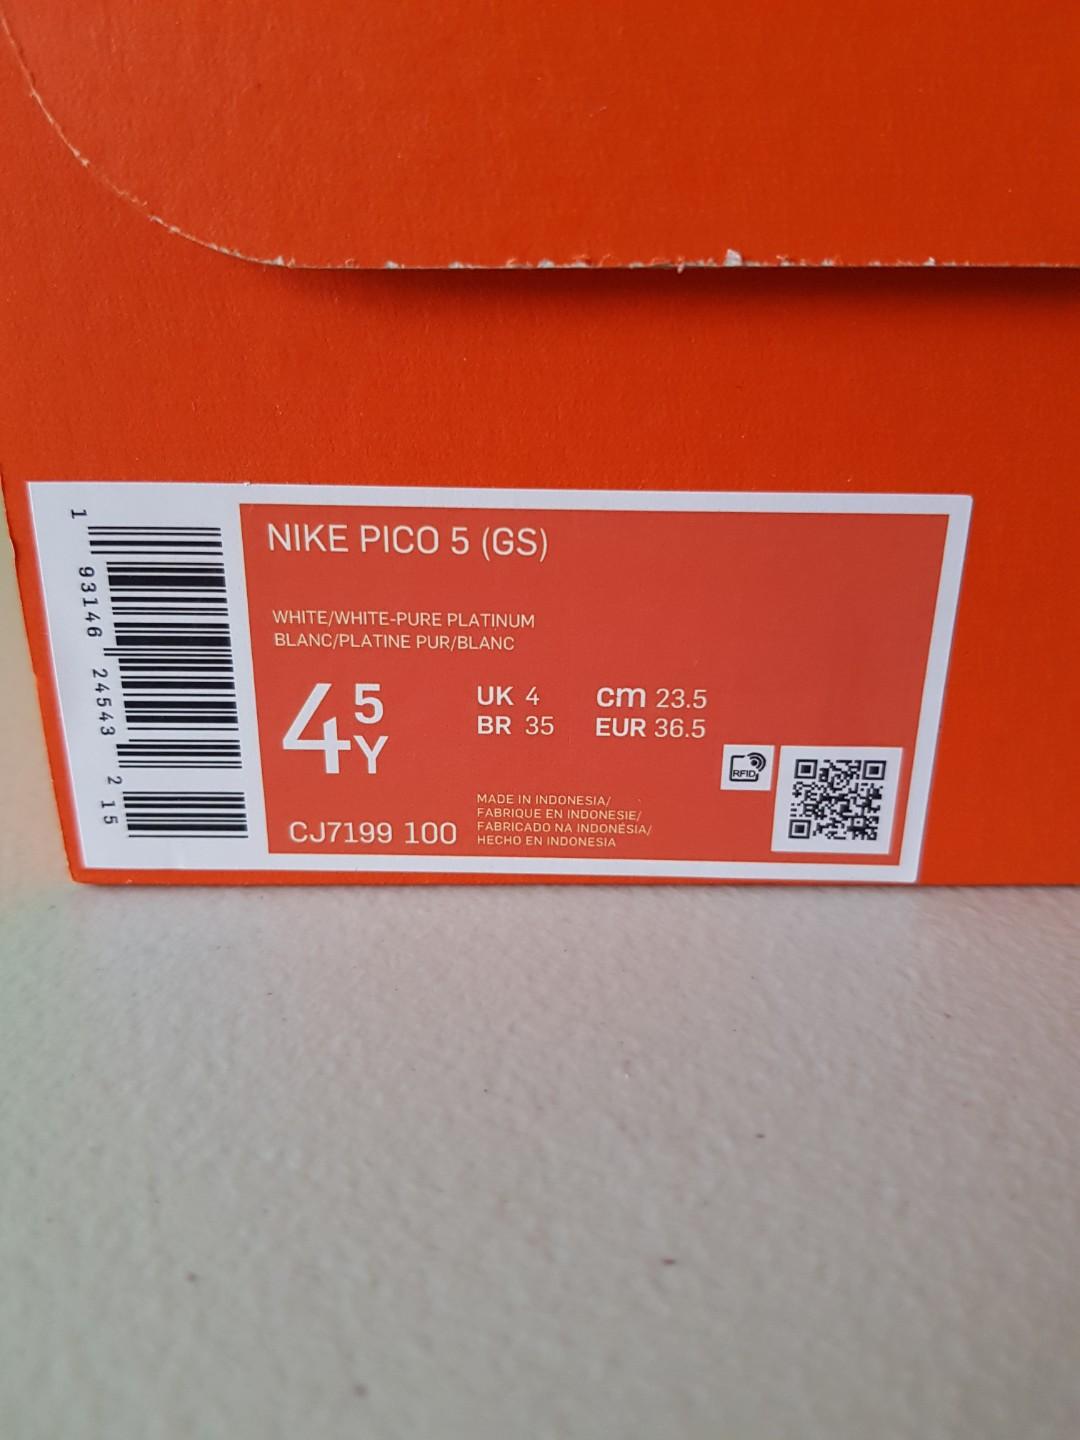 1 93146 24543 2 15
NIKE PICO 5 (GS)
WHITE/WHITE-PURE PLATINUM
BLANC/PLATINE PUR/BLANC
4 5 Y
UK 4 cm 23.5
BR 35 EUR 36.5
RFID
CJ7199 100
MADE IN INDONESIA/
FABRIQUE EN INDONESIE/
FABRICADO NA INDONÉSIA/
HECHO EN INDONESIA